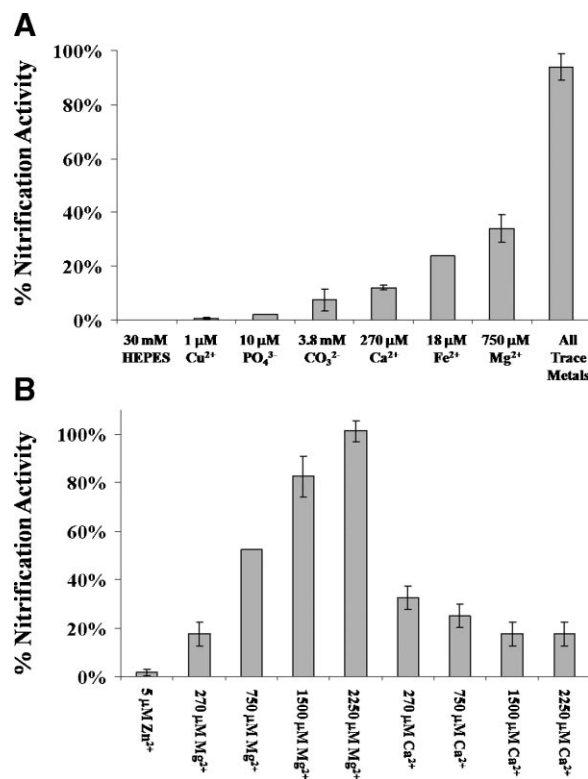 A
% Nitrification Activity
100%
80%
60%
40%
20%
0%
30 mM HEPES
1 µM Cu²⁺
10 µM PO₄³⁻
3.8 mM CO₃²⁻
270 µM Ca²⁺
18 µM Fe²⁺
750 µM Mg²⁺
All Trace Metals
B
% Nitrification Activity
100%
80%
60%
40%
20%
0%
5 µM Zn²⁺
270 µM Mg²⁺
750 µM Mg²⁺
1500 µM Mg²⁺
2250 µM Mg²⁺
270 µM Ca²⁺
750 µM Ca²⁺
1500 µM Ca²⁺
2250 µM Ca²⁺